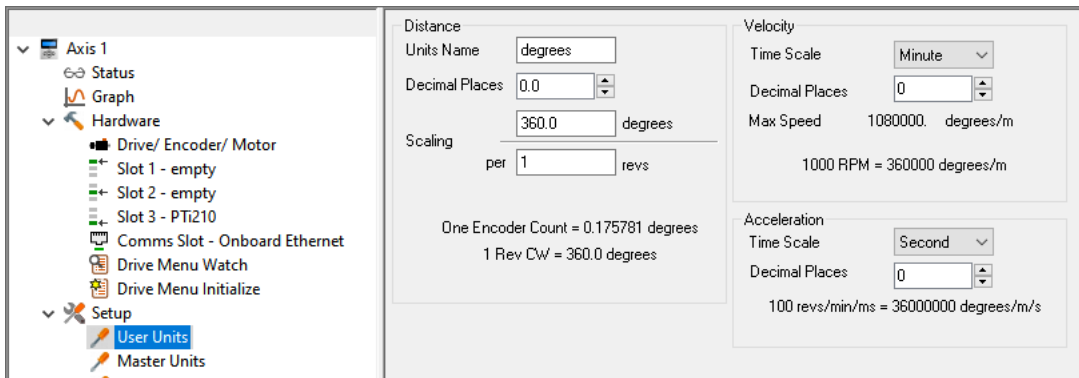 Axis 1
Status
Graph
Hardware
Drive/ Encoder/ Motor
Slot 1 - empty
Slot 2 - empty
Slot 3 - PTi210
Comms Slot - Onboard Ethernet
Drive Menu Watch
Drive Menu Initialize
Setup
User Units
Master Units
Distance
Units Name degrees
Decimal Places 0.0
Scaling
360.0 degrees
per 1 revs
One Encoder Count = 0.175781 degrees
1 Rev CW = 360.0 degrees
Velocity
Time Scale Minute
Decimal Places 0
Max Speed 1080000. degrees/m
1000 RPM = 360000 degrees/m
Acceleration
Time Scale Second
Decimal Places 0
100 revs/min/ms = 36000000 degrees/m/s